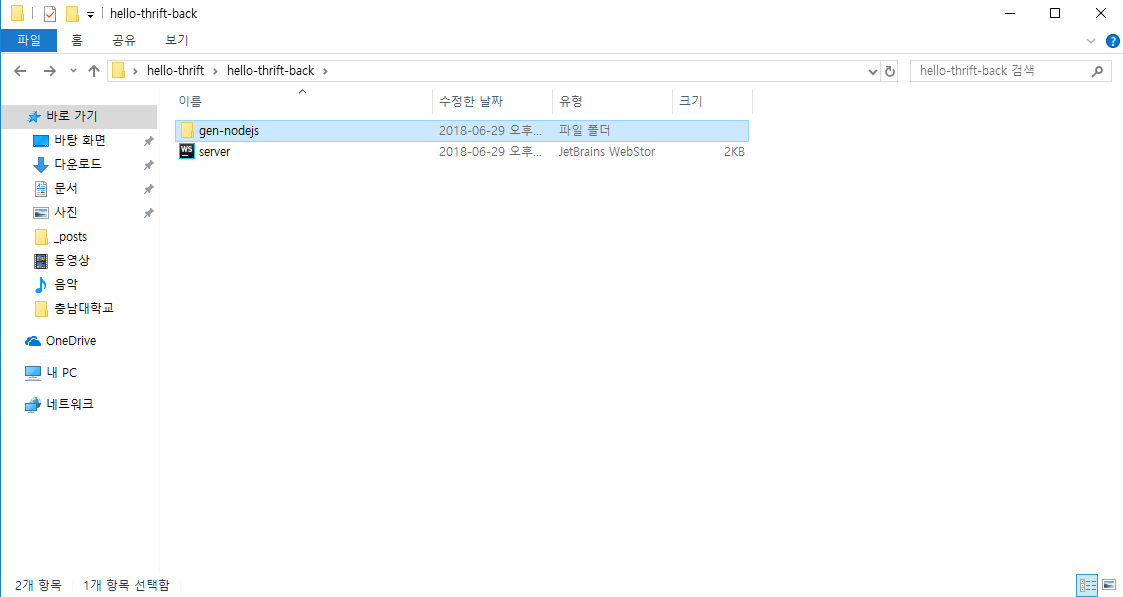 hello-thrift-back
파일 홈 공유 보기
hello-thrift hello-thrift-back hello-thrift-back 검색
이름 수정한 날짜 유형 크기
바로 가기
gen-nodejs 2018-06-29 오후... 파일 폴더
바탕 화면
WS server 2018-06-29 오후... JetBrains WebStor 2KB
다운로드
문서
사진
_posts
동영상
음악
충남대학교
OneDrive
내 PC
네트워크
2개 항목 1개 항목 선택함